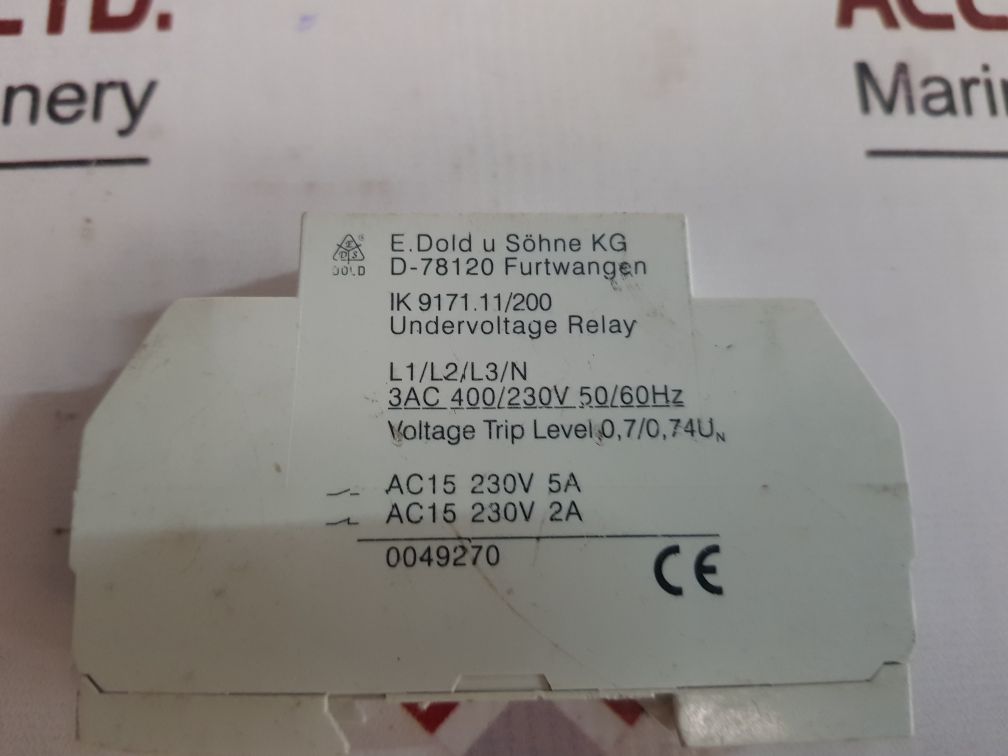 LTD.
nery
ACC
Marin
E
D S
DOLD
E.Dold u Söhne KG
D-78120 Furtwangen
IK 9171.11/200
Undervoltage Relay
L1/L2/L3/N
3AC 400/230V 50/60Hz
Voltage Trip Level 0,7/0,74UN
AC15 230V 5A
AC15 230V 2A
0049270
CE